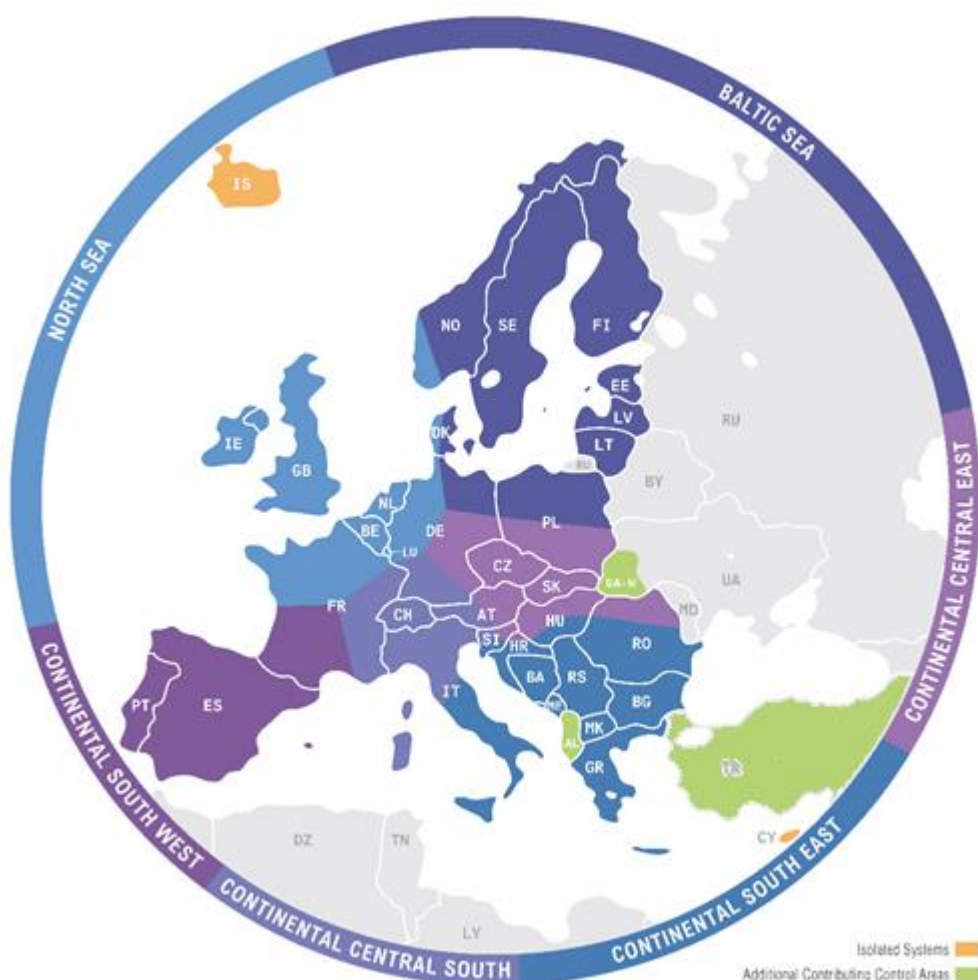 BALTIC SEA
NORTH SEA
IS
NO
SE
FI
EE
LV
LT
RU
DK
RU
BY
IE
GB
NL
BE
DE
PL
LU
CZ
SK
UA-W
UA
MD
FR
CH
AT
HU
SI
HR
RO
BA
RS
IT
BG
MK
AL
GR
PT
ES
TR
CY
DZ
TN
LY
CONTINENTAL CENTRAL EAST
CONTINENTAL SOUTH WEST
CONTINENTAL CENTRAL SOUTH
CONTINENTAL SOUTH EAST
Isolated Systems
Additional Contributing Control Areas